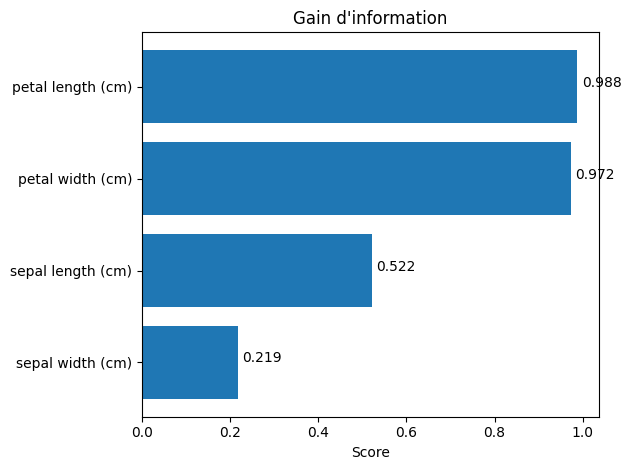 Gain d'information
petal length (cm)
0.988
petal width (cm)
0.972
sepal length (cm)
0.522
sepal width (cm)
0.219
0.0 0.2 0.4 0.6 0.8 1.0
Score